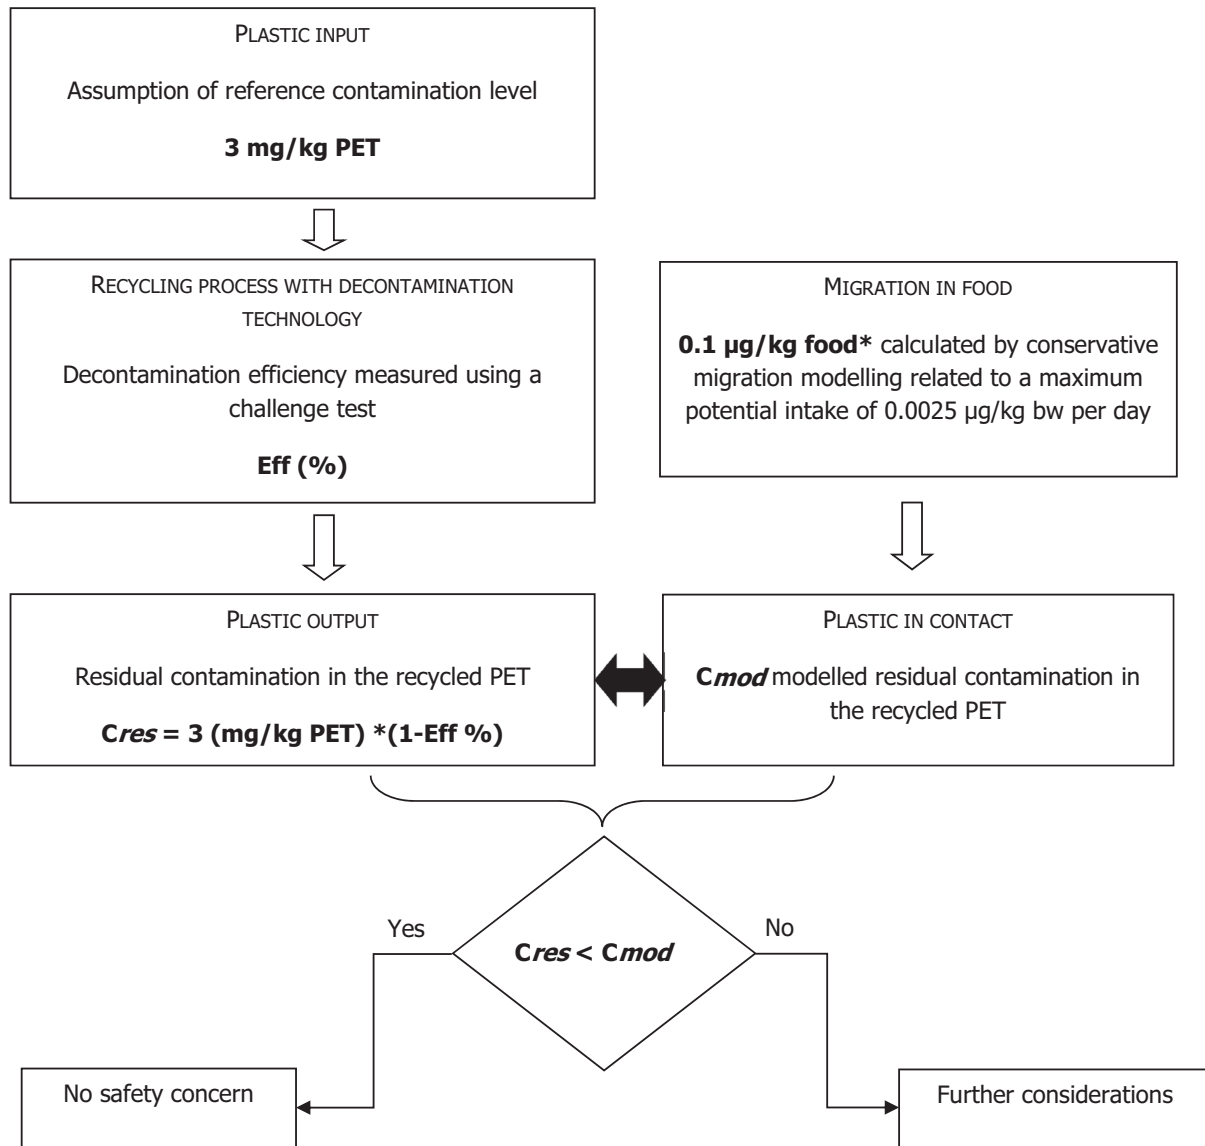 PLASTIC INPUT
Assumption of reference contamination level
3 mg/kg PET
RECYCLING PROCESS WITH DECONTAMINATION
TECHNOLOGY
Decontamination efficiency measured using a
challenge test
Eff (%)
MIGRATION IN FOOD
0.1 µg/kg food* calculated by conservative
migration modelling related to a maximum
potential intake of 0.0025 µg/kg bw per day
PLASTIC OUTPUT
Residual contamination in the recycled PET
Cres = 3 (mg/kg PET) *(1-Eff %)
PLASTIC IN CONTACT
Cmod modelled residual contamination in
the recycled PET
Yes
No
Cres < Cmod
No safety concern
Further considerations